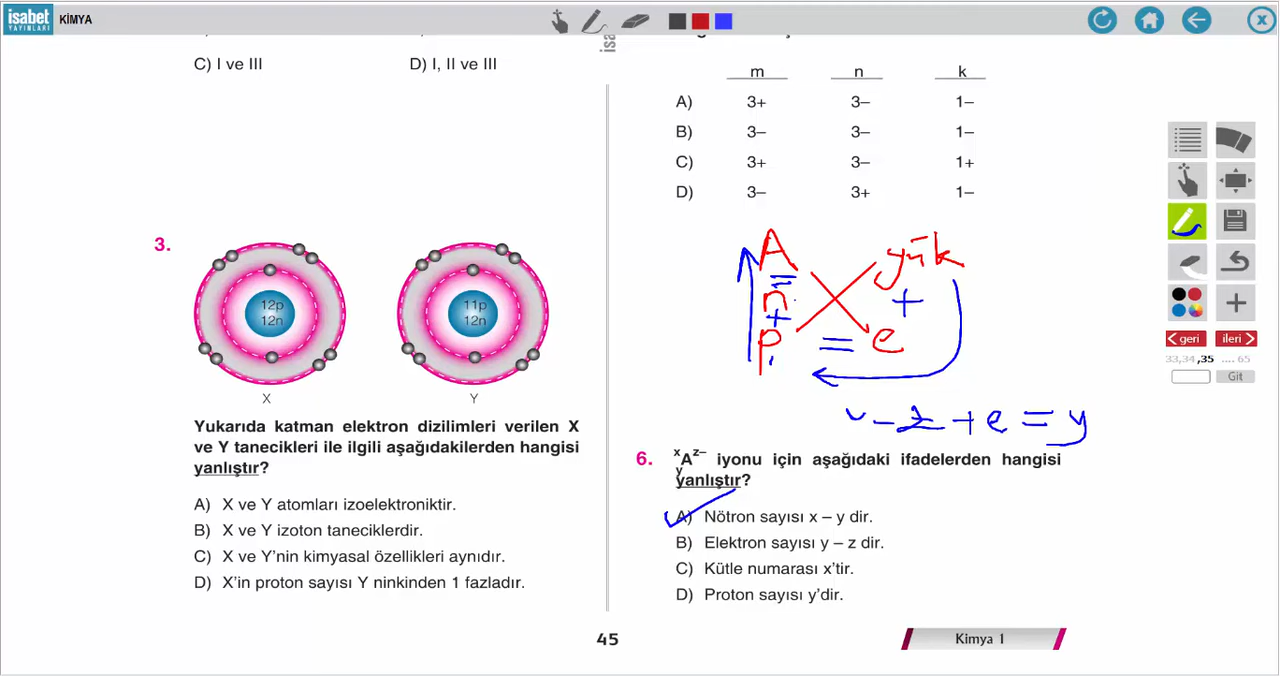 isabet
YAYINLARI
KİMYA
C) I ve III
D) I, II ve III
3.
12p
12n
11p
12n
X
Y
Yukarıda katman elektron dizilimleri verilen X
ve Y tanecikleri ile ilgili aşağıdakilerden hangisi
yanlıştır?
A) X ve Y atomları izoelektroniktir.
B) X ve Y izoton taneciklerdir.
C) X ve Y’nin kimyasal özellikleri aynıdır.
D) X’in proton sayısı Y ninkinden 1 fazladır.
isa
m n k
A) 3+ 3– 1–
B) 3– 3– 1–
C) 3+ 3– 1+
D) 3– 3+ 1–
A yük
= +
n
+
p = e
- z + e = y
6. xAz– iyonu için aşağıdaki ifadelerden hangisi
y
yanlıştır?
A) Nötron sayısı x – y dir.
B) Elektron sayısı y – z dir.
C) Kütle numarası x’tir.
D) Proton sayısı y’dir.
45
Kimya 1
geri ileri
33,34 ,35 .... 65
Git